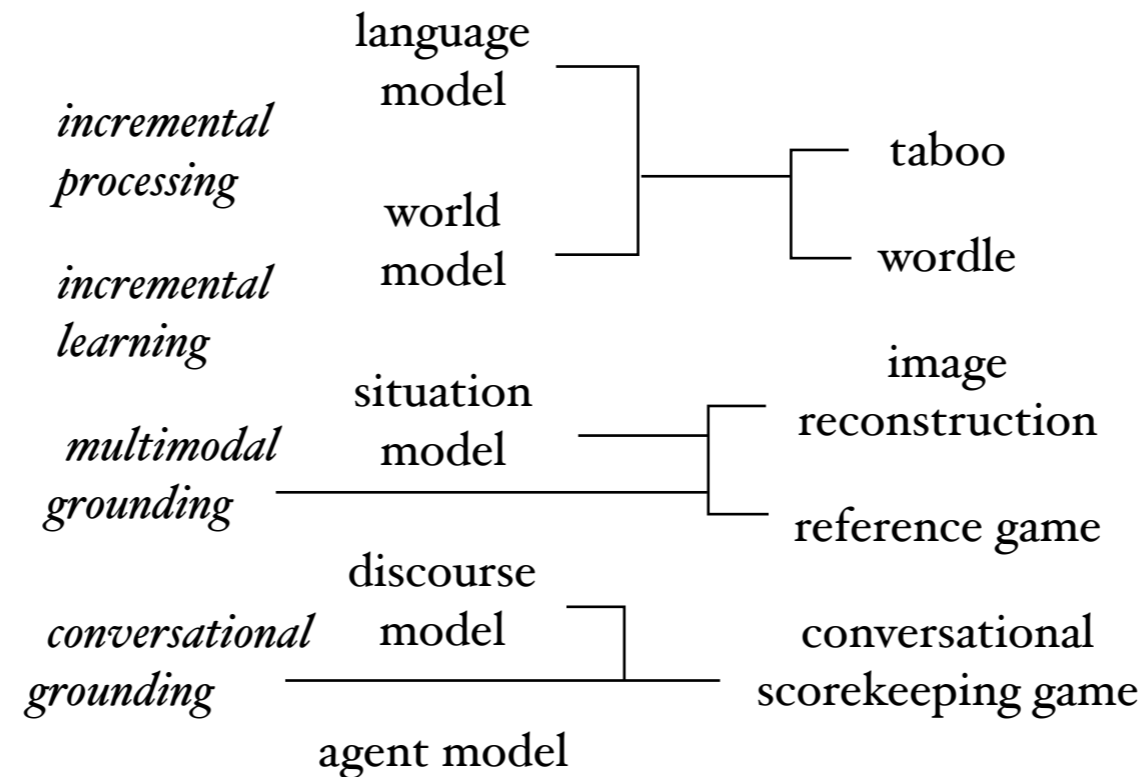 incremental
processing
incremental
learning
multimodal
grounding
conversational
grounding
language
model
world
model
situation
model
discourse
model
agent model
taboo
wordle
image
reconstruction
reference game
conversational
scorekeeping game